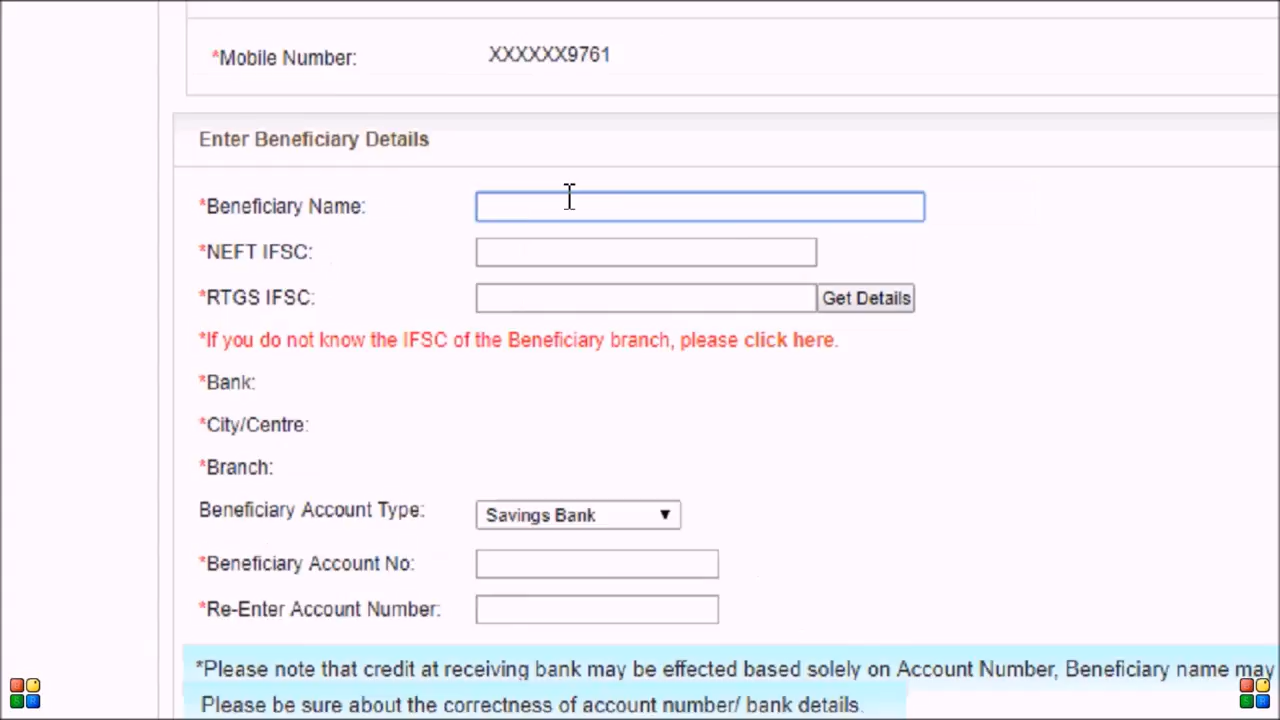 *Mobile Number: XXXXXX9761
Enter Beneficiary Details
*Beneficiary Name:
*NEFT IFSC:
*RTGS IFSC: Get Details
*If you do not know the IFSC of the Beneficiary branch, please click here.
*Bank:
*City/Centre:
*Branch:
Beneficiary Account Type: Savings Bank
*Beneficiary Account No:
*Re-Enter Account Number:
*Please note that credit at receiving bank may be effected based solely on Account Number, Beneficiary name may
Please be sure about the correctness of account number/ bank details.